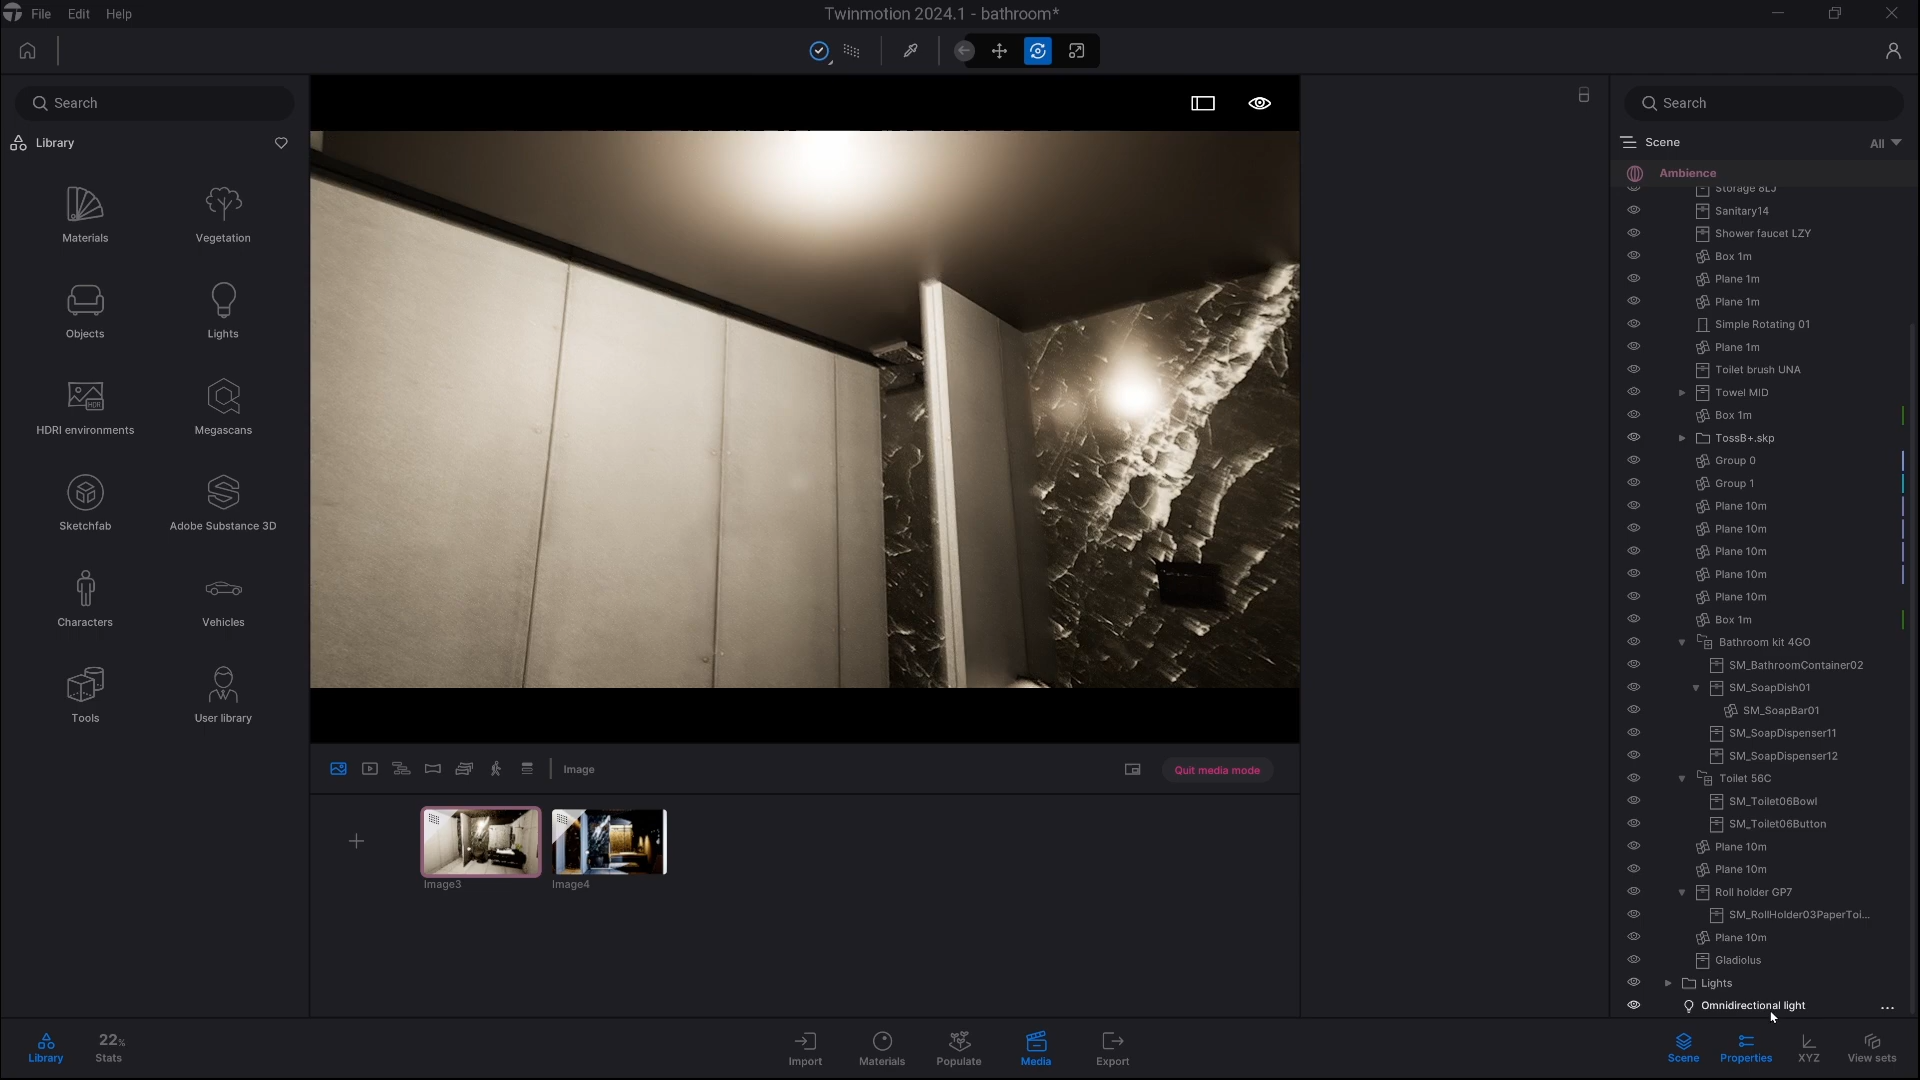 File Edit Help
Twinmotion 2024.1 - bathroom*
Search
Library
Materials
Vegetation
Objects
Lights
HDRI environments
Megascans
Sketchfab
Adobe Substance 3D
Characters
Vehicles
Tools
User library
Image
Quit media mode
Image3
Image4
Search
Scene
All
Ambience
Storage 8LJ
Sanitary14
Shower faucet LZY
Box 1m
Plane 1m
Plane 1m
Simple Rotating 01
Plane 1m
Toilet brush UNA
Towel MID
Box 1m
TossB+.skp
Group 0
Group 1
Plane 10m
Plane 10m
Plane 10m
Plane 10m
Plane 10m
Box 1m
Bathroom kit 4GO
SM_BathroomContainer02
SM_SoapDish01
SM_SoapBar01
SM_SoapDispenser11
SM_SoapDispenser12
Toilet 56C
SM_Toilet06Bowl
SM_Toilet06Button
Plane 10m
Plane 10m
Roll holder GP7
SM_RollHolder03PaperToi...
Plane 10m
Gladiolus
Lights
Omnidirectional light
Library
22%
Stats
Import
Materials
Populate
Media
Export
Scene
Properties
XYZ
View sets